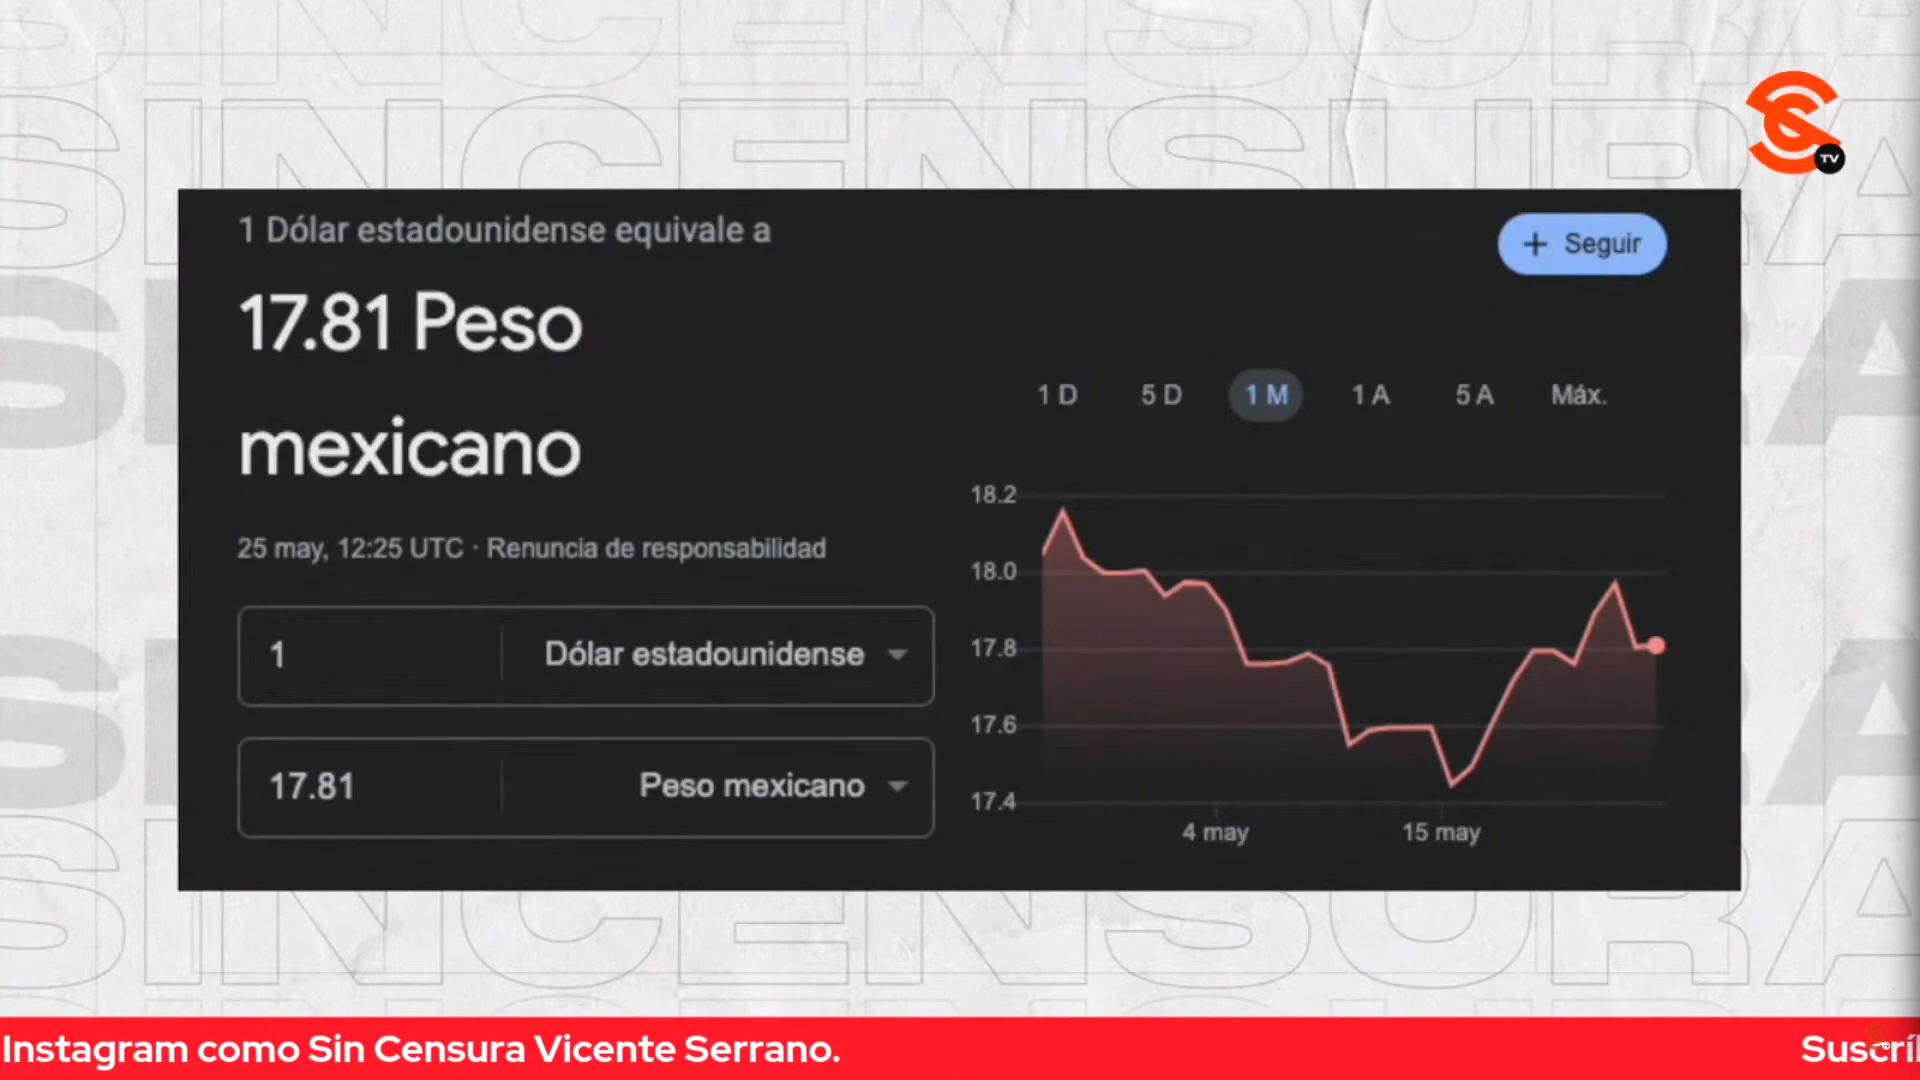 SINCENSURA
TV
1 Dólar estadounidense equivale a
+ Seguir
17.81 Peso
mexicano
25 may, 12:25 UTC · Renuncia de responsabilidad
1 Dólar estadounidense
17.81 Peso mexicano
1 D 5 D 1 M 1 A 5 A Máx.
18.2
18.0
17.8
17.6
17.4
4 may 15 may
SINCENSURA
Instagram como Sin Censura Vicente Serrano.